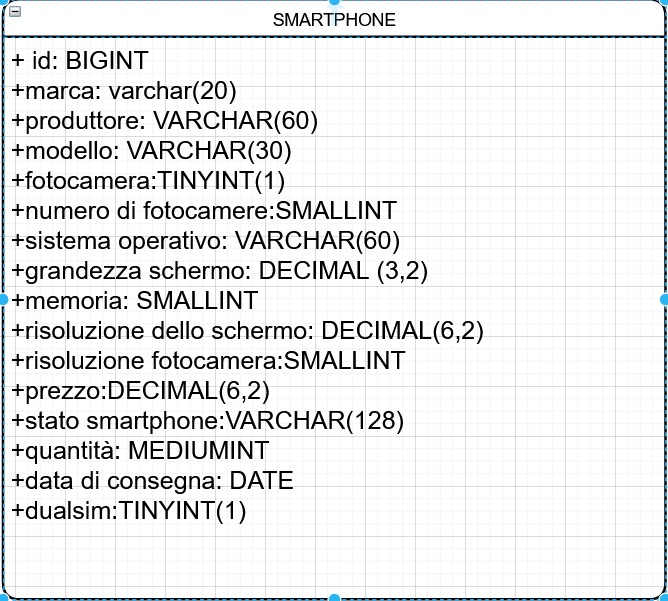 SMARTPHONE
+ id: BIGINT
+marca: varchar(20)
+produttore: VARCHAR(60)
+modello: VARCHAR(30)
+fotocamera:TINYINT(1)
+numero di fotocamere:SMALLINT
+sistema operativo: VARCHAR(60)
+grandezza schermo: DECIMAL (3,2)
+memoria: SMALLINT
+risoluzione dello schermo: DECIMAL(6,2)
+risoluzione fotocamera:SMALLINT
+prezzo:DECIMAL(6,2)
+stato smartphone:VARCHAR(128)
+quantità: MEDIUMINT
+data di consegna: DATE
+dualsim:TINYINT(1)